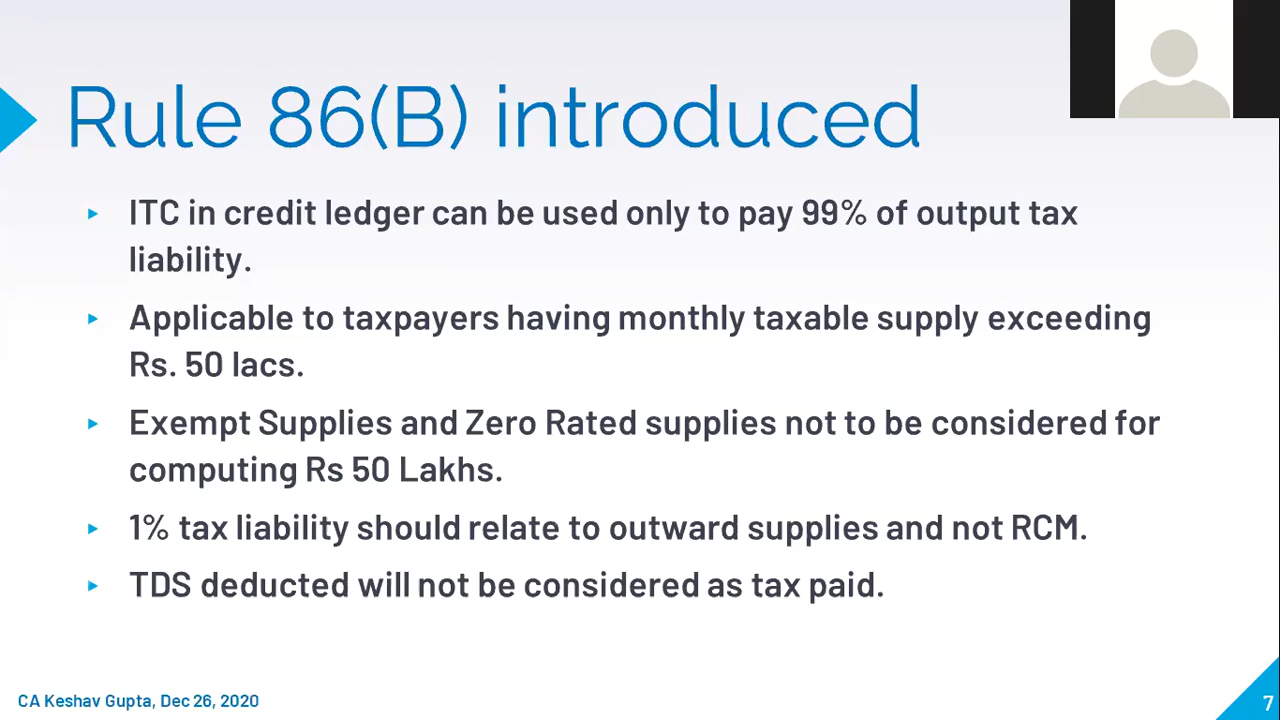 Rule 86(B) introduced
ITC in credit ledger can be used only to pay 99% of output tax
liability.
Applicable to taxpayers having monthly taxable supply exceeding
Rs. 50 lacs.
Exempt Supplies and Zero Rated supplies not to be considered for
computing Rs 50 Lakhs.
1% tax liability should relate to outward supplies and not RCM.
TDS deducted will not be considered as tax paid.
CA Keshav Gupta, Dec 26, 2020
7